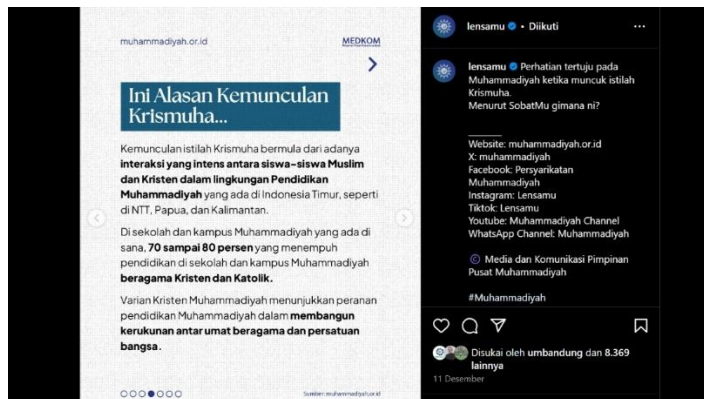 muhammadiyah.or.id
MEDKOM
Ini Alasan Kemunculan
Krismuha...
Kemunculan istilah Krismuha bermula dari adanya
interaksi yang intens antara siswa-siswa Muslim
dan Kristen dalam lingkungan Pendidikan
Muhammadiyah yang ada di Indonesia Timur, seperti
di NTT, Papua, dan Kalimantan.
Di sekolah dan kampus Muhammadiyah yang ada di
sana, 70 sampai 80 persen yang menempuh
pendidikan di sekolah dan kampus Muhammadiyah
beragama Kristen dan Katolik.
Varian Kristen Muhammadiyah menunjukkan peranan
pendidikan Muhammadiyah dalam membangun
kerukunan antar umat beragama dan persatuan
bangsa.
Sumber: muhammadiyah.or.id
lensamu • Diikuti
lensamu Perhatian tertuju pada
Muhammadiyah ketika muncuk istilah
Krismuha.
Menurut SobatMu gimana ni?
Website: muhammadiyah.or.id
X: muhammadiyah
Facebook: Persyarikatan
Muhammadiyah
Instagram: Lensamu
Tiktok: Lensamu
Youtube: Muhammadiyah Channel
WhatsApp Channel: Muhammadiyah
© Media dan Komunikasi Pimpinan
Pusat Muhammadiyah
#Muhammadiyah
Disukai oleh umbandung dan 8.369
lainnya
11 Desember